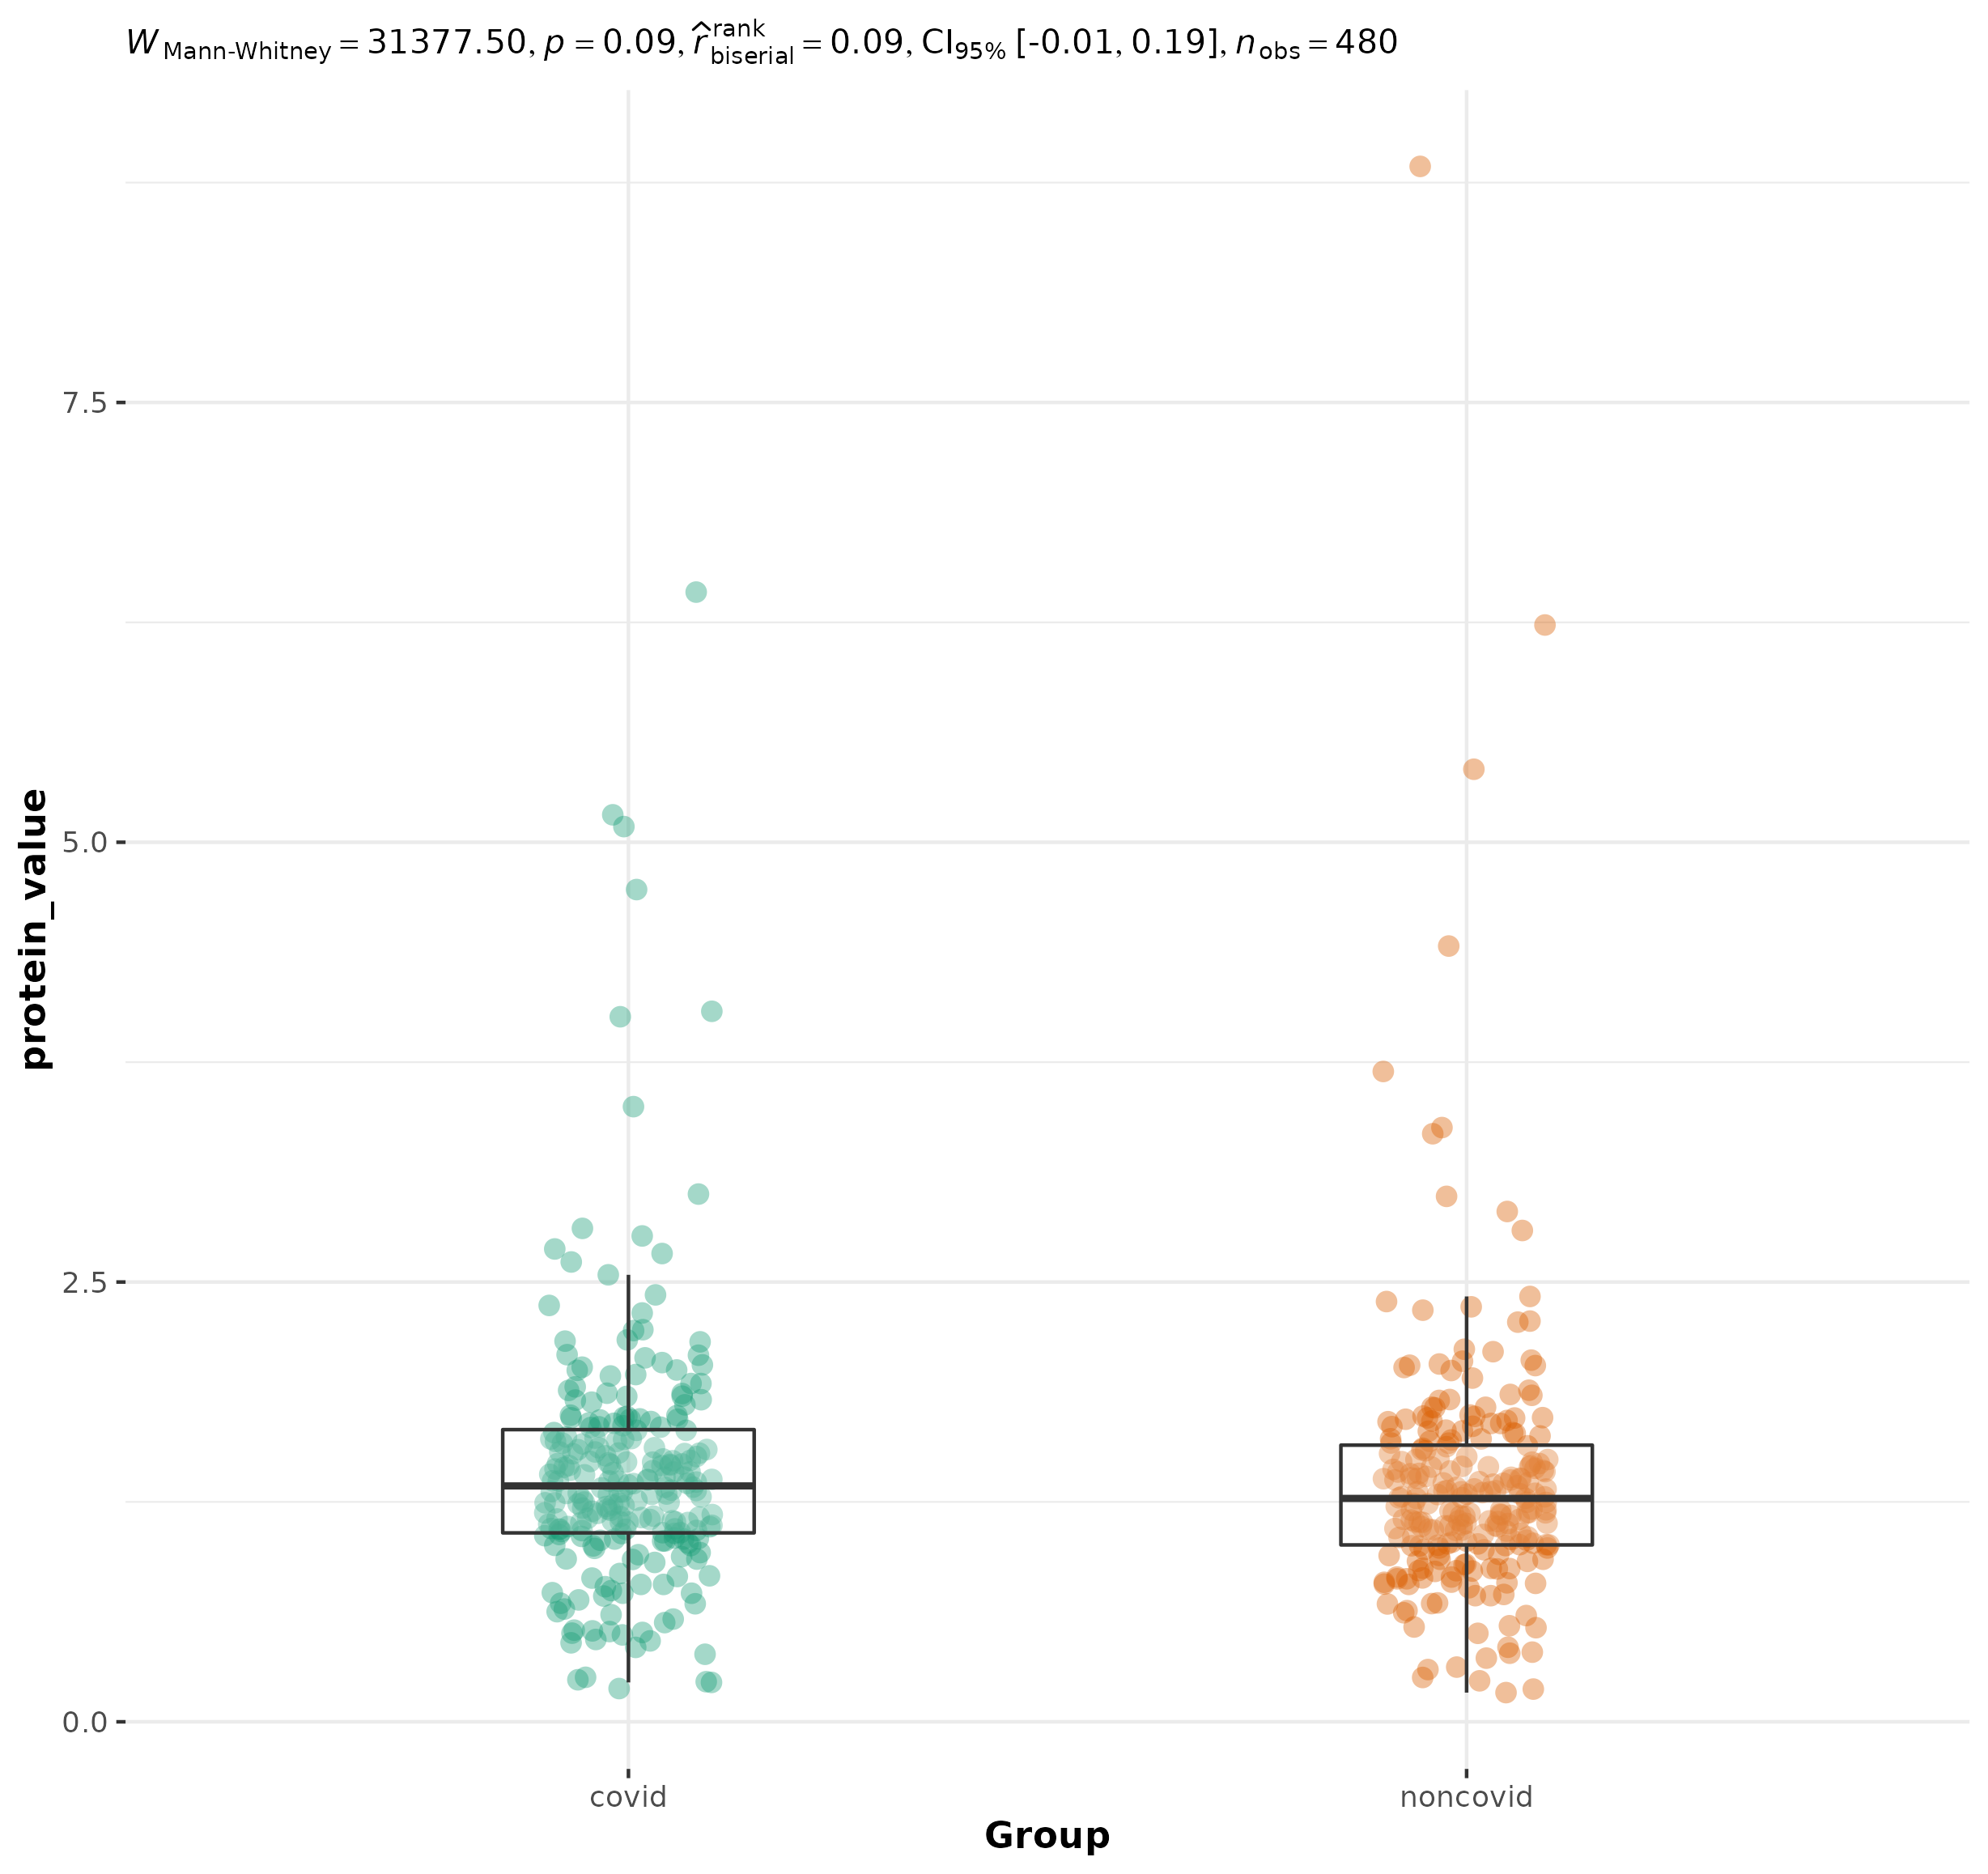 W Mann-Whitney = 31377.50, p = 0.09, r̂ rank biserial = 0.09, CI95% [-0.01, 0.19], nobs = 480
7.5
5.0
2.5
0.0
protein_value
covid noncovid
Group